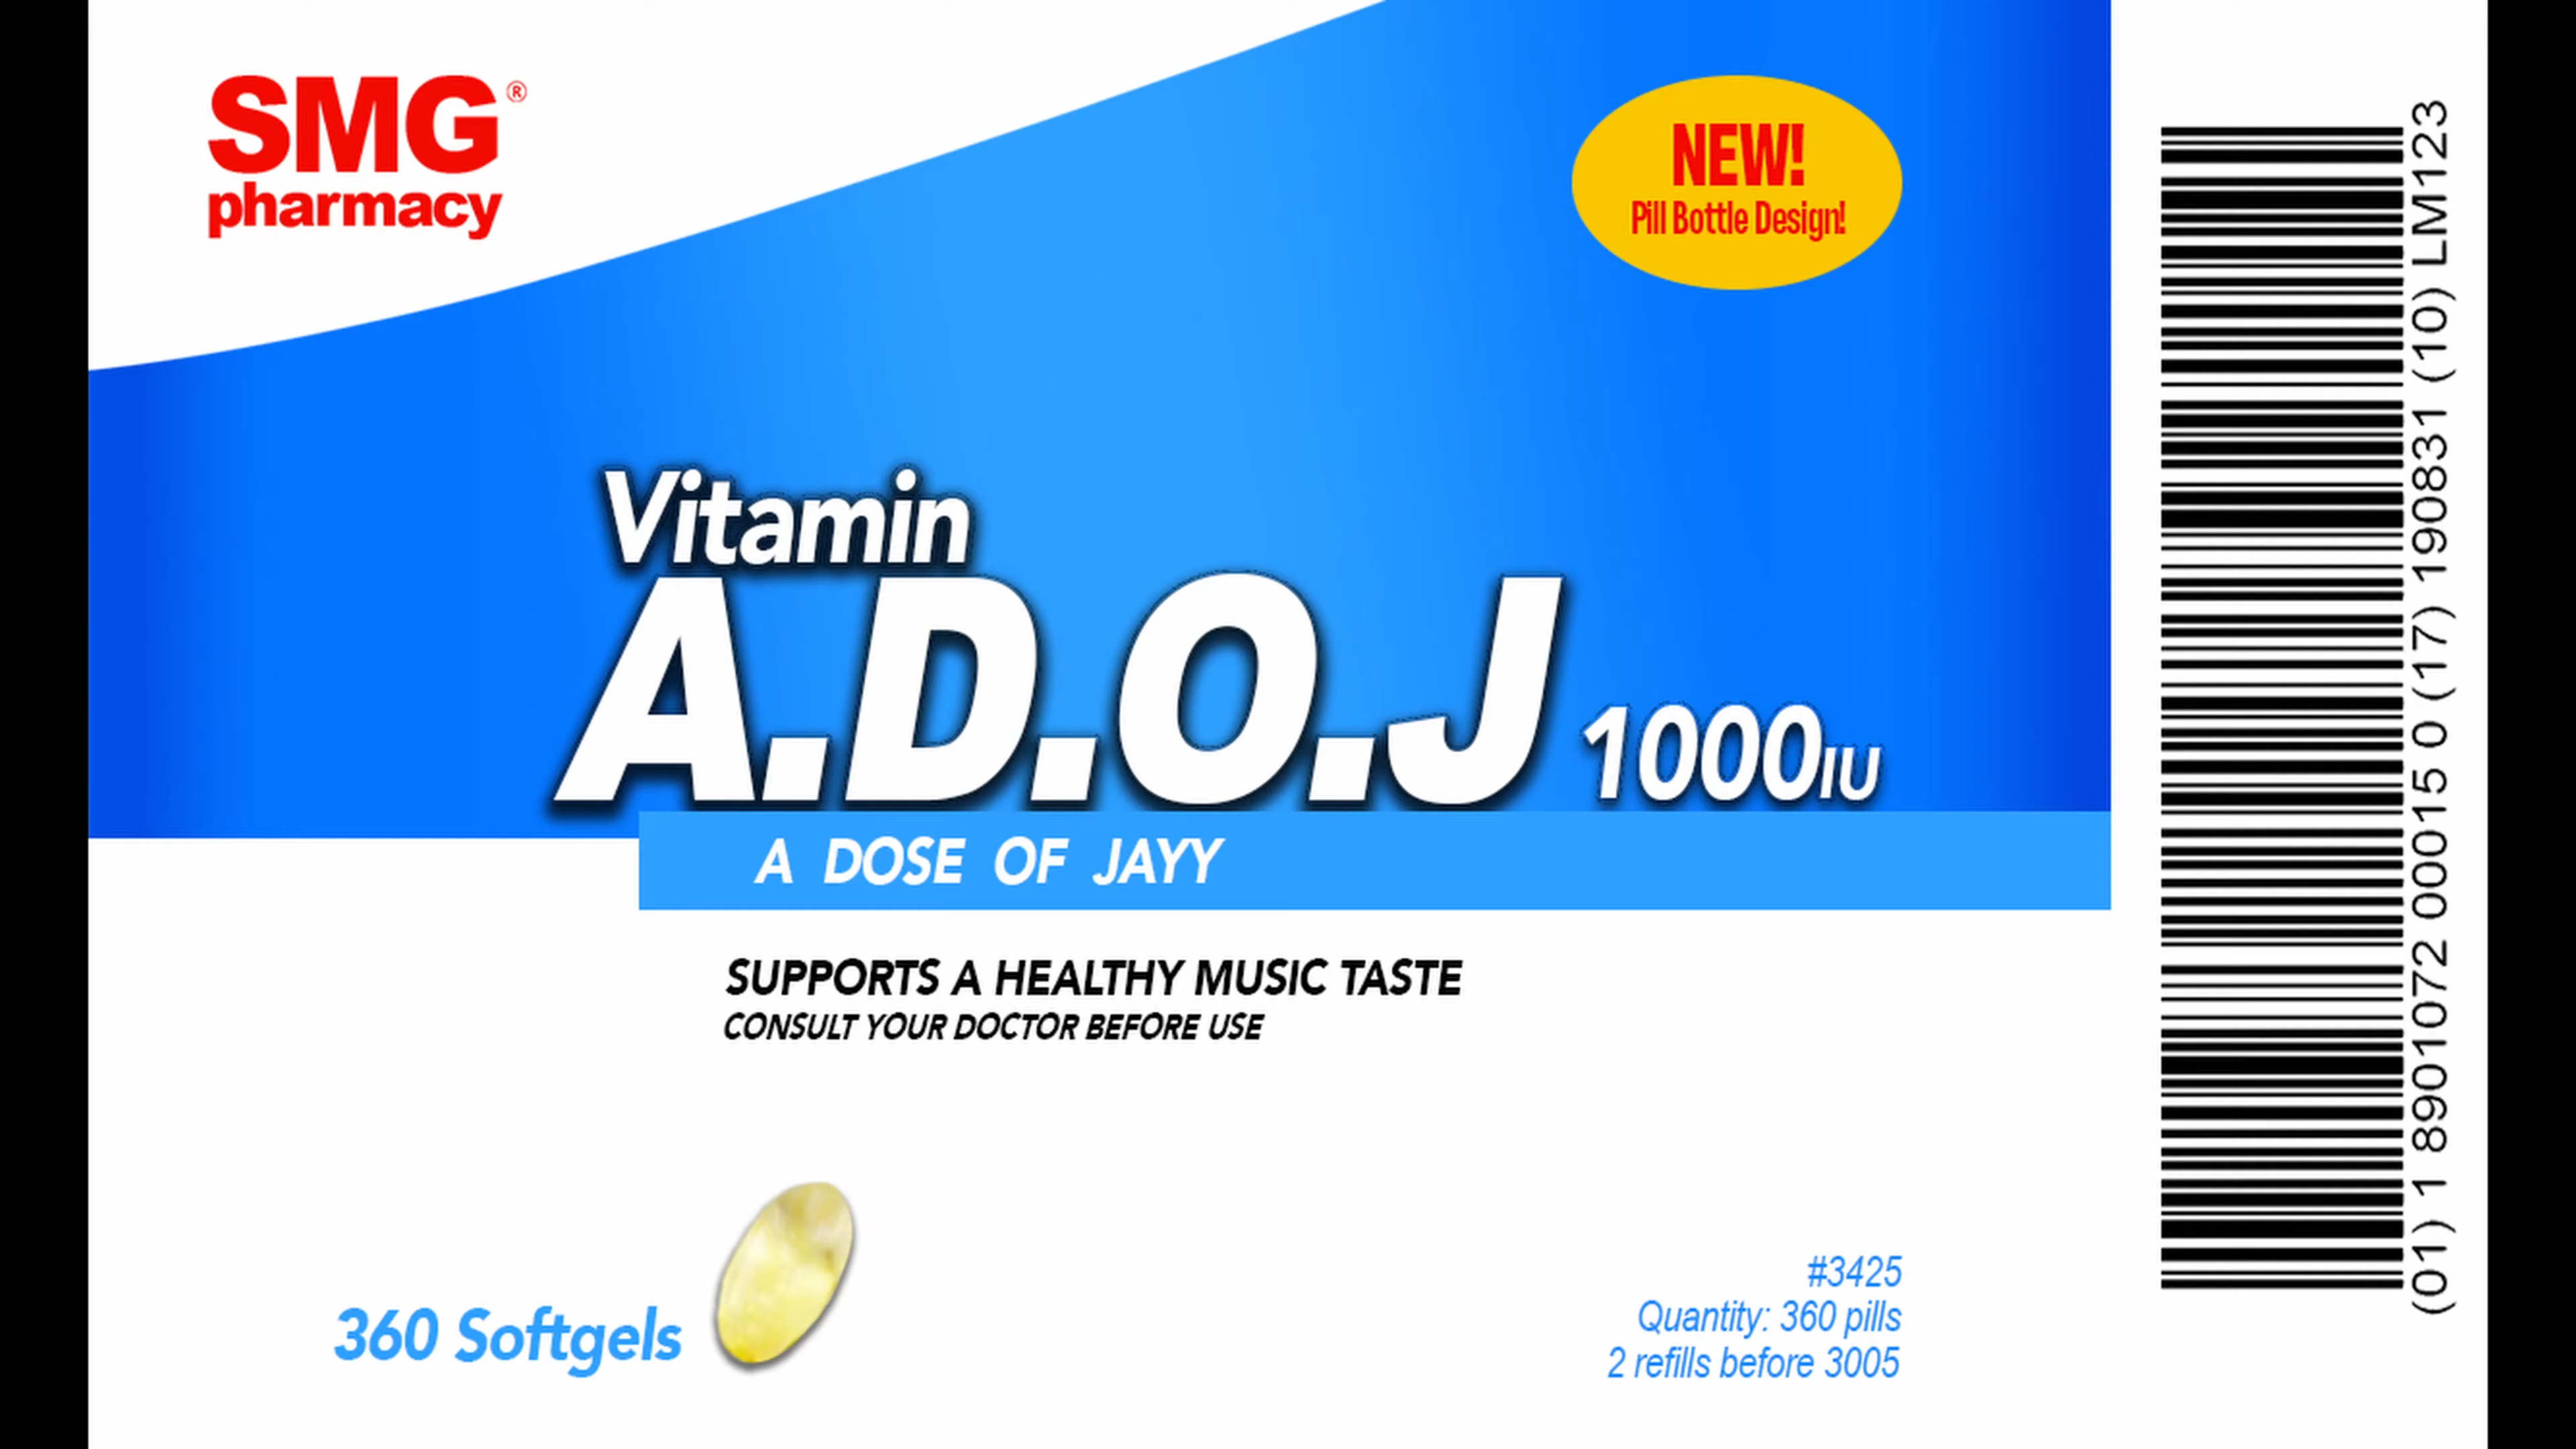 SMG®
pharmacy
NEW!
Pill Bottle Design!
Vitamin
A.D.O.J 1000IU
A DOSE OF JAYY
SUPPORTS A HEALTHY MUSIC TASTE
CONSULT YOUR DOCTOR BEFORE USE
360 Softgels
#3425
Quantity: 360 pills
2 refills before 3005
(01) 1 8901072 00015 0 (17) 190831 (10) LM123